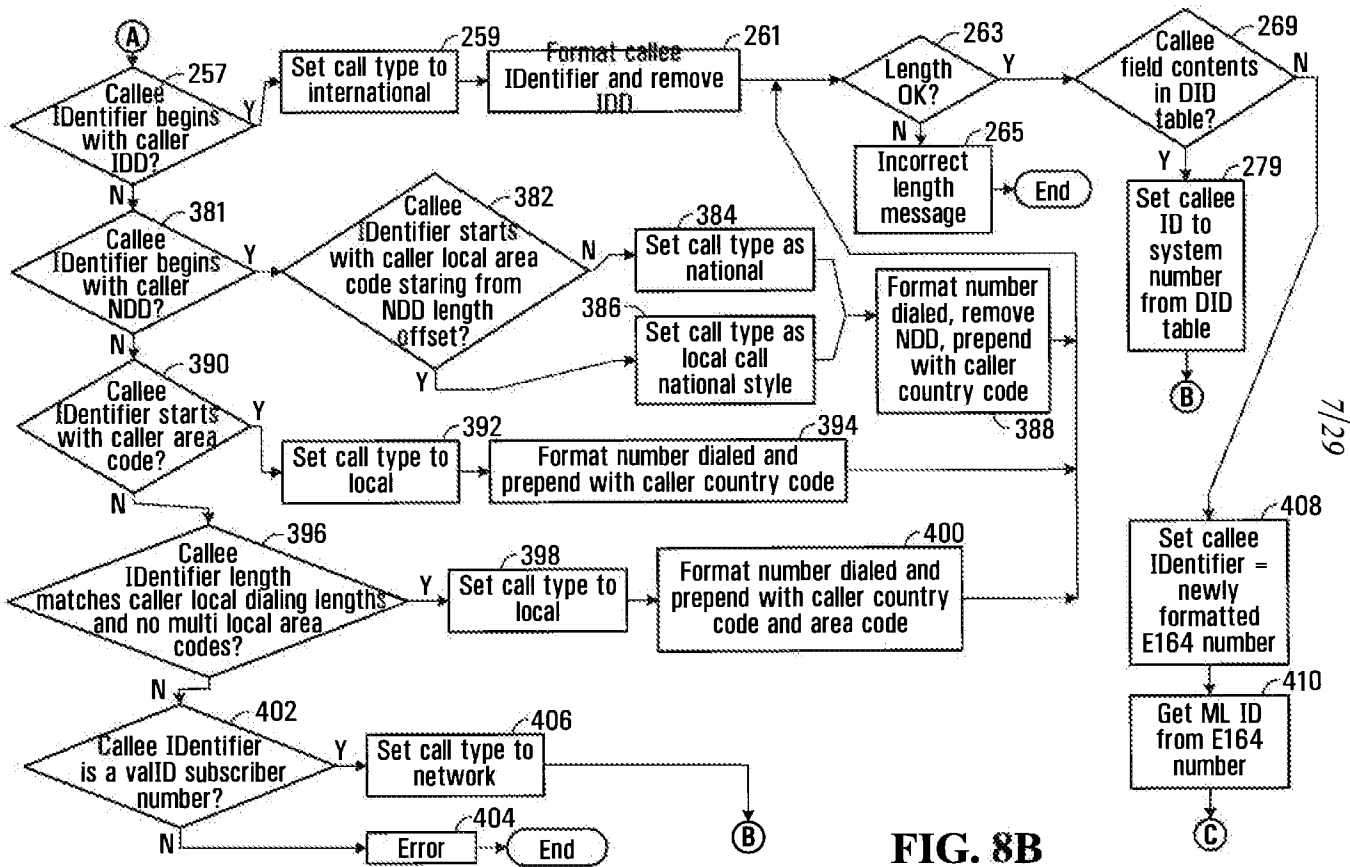 A
257
Callee
IDentifier begins
with caller
IDD?
Y
N
259
Set call type to
international
261
Format callee
IDentifier and remove
IDD
263
Length
OK?
Y
N
265
Incorrect
length
message
End
269
Callee
field contents
in DID
table?
N
Y
279
Set callee
ID to
system
number
from DID
table
B
381
Callee
IDentifier begins
with caller
NDD?
Y
N
382
Callee
IDentifier starts
with caller local area
code staring from
NDD length
offset?
N
Y
384
Set call type as
national
386
Set call type as
local call
national style
Format number
dialed, remove
NDD, prepend
with caller
country code
388
390
Callee
IDentifier starts
with caller area
code?
Y
N
392
Set call type to
local
394
Format number dialed and
prepend with caller country code
396
Callee
IDentifier length
matches caller local dialing lengths
and no multi local area
codes?
Y
N
398
Set call type to
local
400
Format number dialed and
prepend with caller country
code and area code
402
Callee IDentifier
is a valID subscriber
number?
Y
N
406
Set call type to
network
B
404
Error
End
408
Set callee
IDentifier =
newly
formatted
E164 number
410
Get ML ID
from E164
number
C
7/29
FIG. 8B